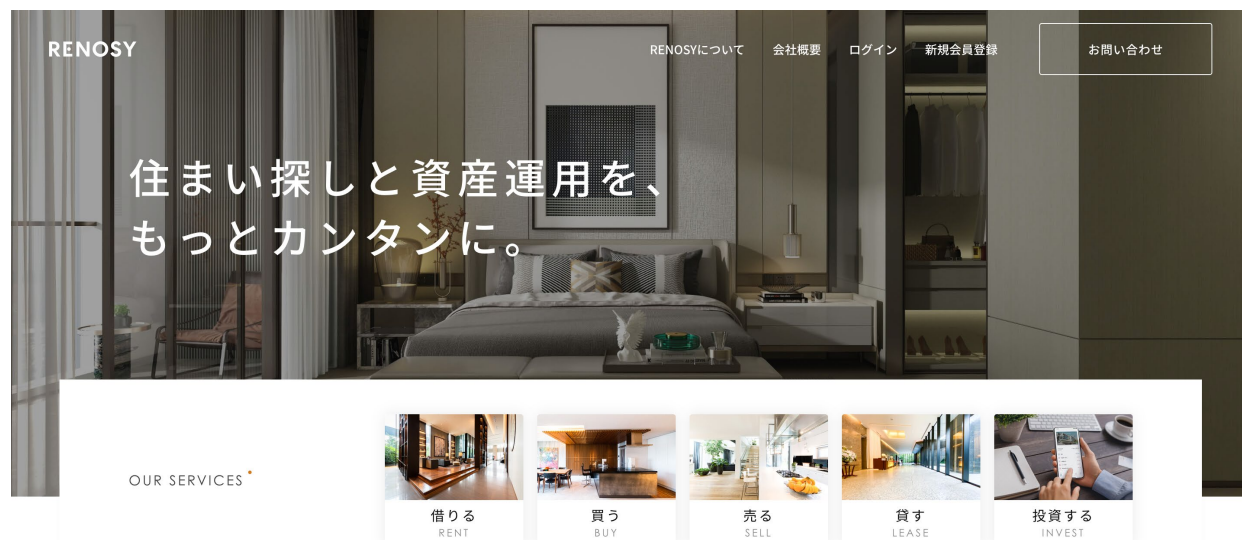 RENOSY
RENOSYについて 会社概要 ログイン 新規会員登録 お問い合わせ
住まい探しと資産運用を、
もっとカンタンに。
OUR SERVICES
借りる
RENT
買う
BUY
売る
SELL
貸す
LEASE
投資する
INVEST